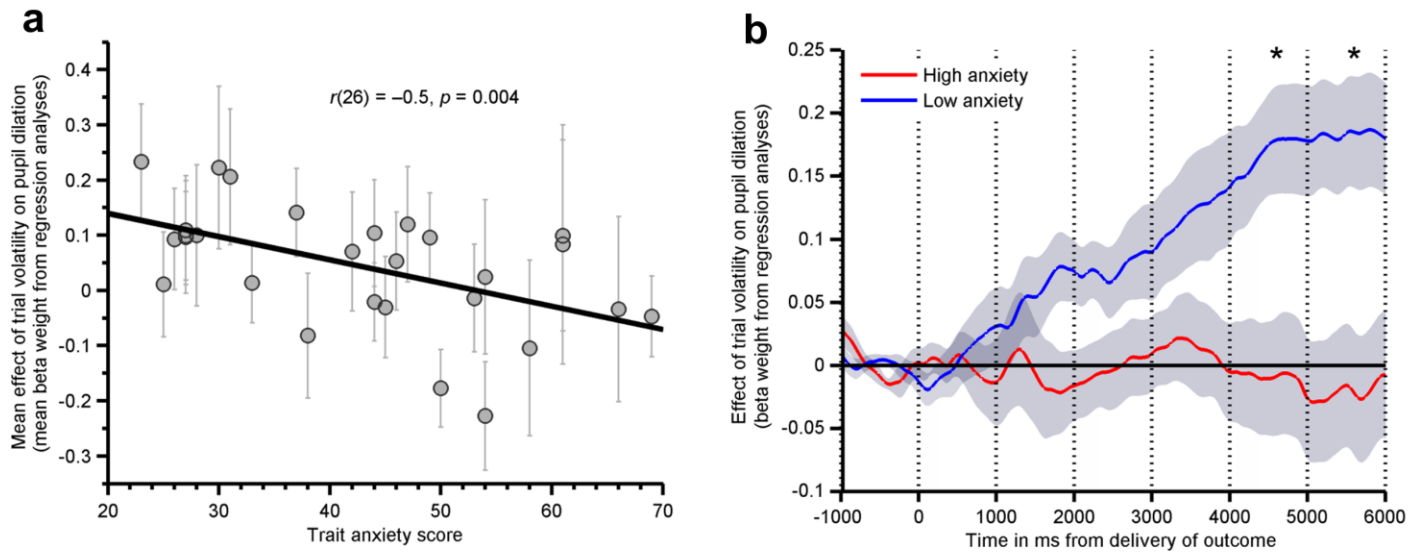 a
Mean effect of trial volatility on pupil dilation
(mean beta weight from regression analyses)
0.4
0.3
0.2
0.1
0
-0.1
-0.2
-0.3
r(26) = –0.5, p = 0.004
20 30 40 50 60 70
Trait anxiety score
b
Effect of trial volatility on pupil dilation
(beta weight from regression analyses)
0.25
0.2
0.15
0.1
0.05
0
-0.05
-0.1
High anxiety
Low anxiety
* *
-1000 0 1000 2000 3000 4000 5000 6000
Time in ms from delivery of outcome